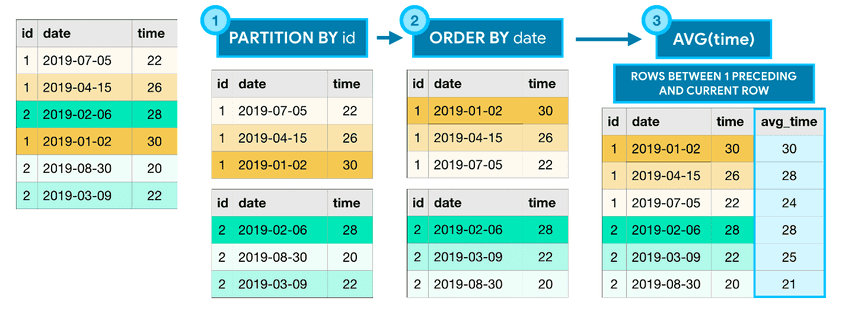 id date time
1 2019-07-05 22
1 2019-04-15 26
2 2019-02-06 28
1 2019-01-02 30
2 2019-08-30 20
2 2019-03-09 22
1
PARTITION BY id
id date time
1 2019-07-05 22
1 2019-04-15 26
1 2019-01-02 30
id date time
2 2019-02-06 28
2 2019-08-30 20
2 2019-03-09 22
2
ORDER BY date
id date time
1 2019-01-02 30
1 2019-04-15 26
1 2019-07-05 22
id date time
2 2019-02-06 28
2 2019-03-09 22
2 2019-08-30 20
3
AVG(time)
ROWS BETWEEN 1 PRECEDING
AND CURRENT ROW
id date time avg_time
1 2019-01-02 30 30
1 2019-04-15 26 28
1 2019-07-05 22 24
2 2019-02-06 28 28
2 2019-03-09 22 25
2 2019-08-30 20 21